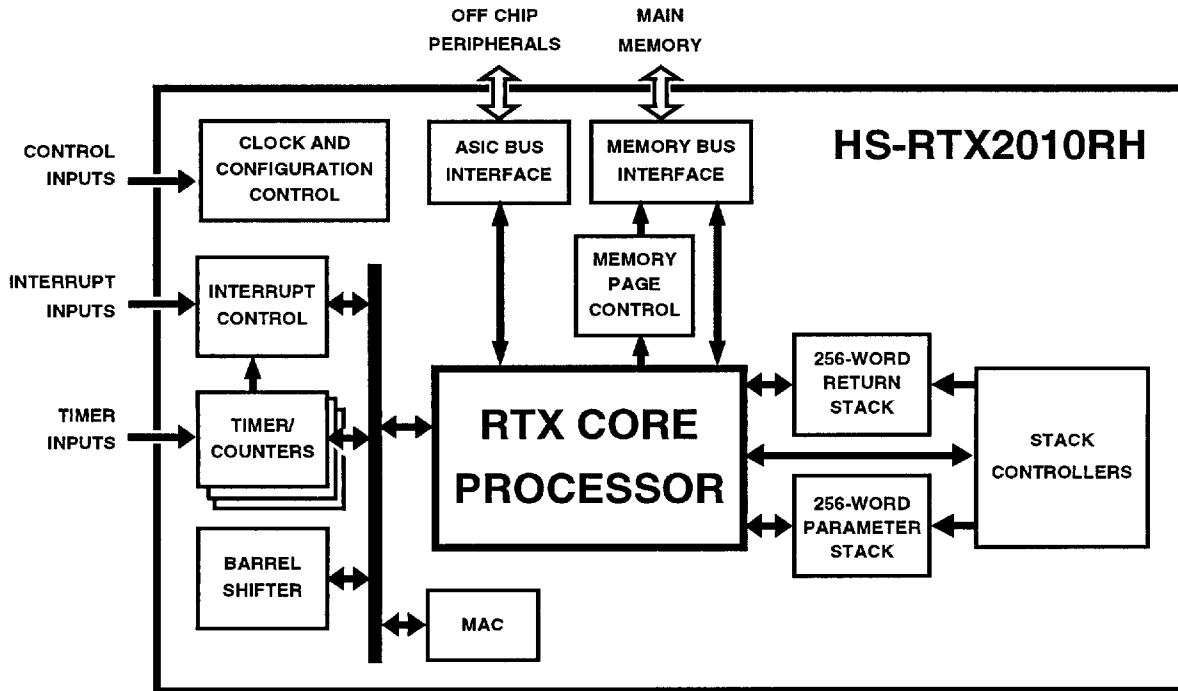 OFF CHIP
PERIPHERALS
MAIN
MEMORY
HS-RTX2010RH
CONTROL
INPUTS
CLOCK AND
CONFIGURATION
CONTROL
ASIC BUS
INTERFACE
MEMORY BUS
INTERFACE
INTERRUPT
INPUTS
INTERRUPT
CONTROL
MEMORY
PAGE
CONTROL
TIMER
INPUTS
TIMER/
COUNTERS
RTX CORE
PROCESSOR
256-WORD
RETURN
STACK
STACK
CONTROLLERS
256-WORD
PARAMETER
STACK
BARREL
SHIFTER
MAC